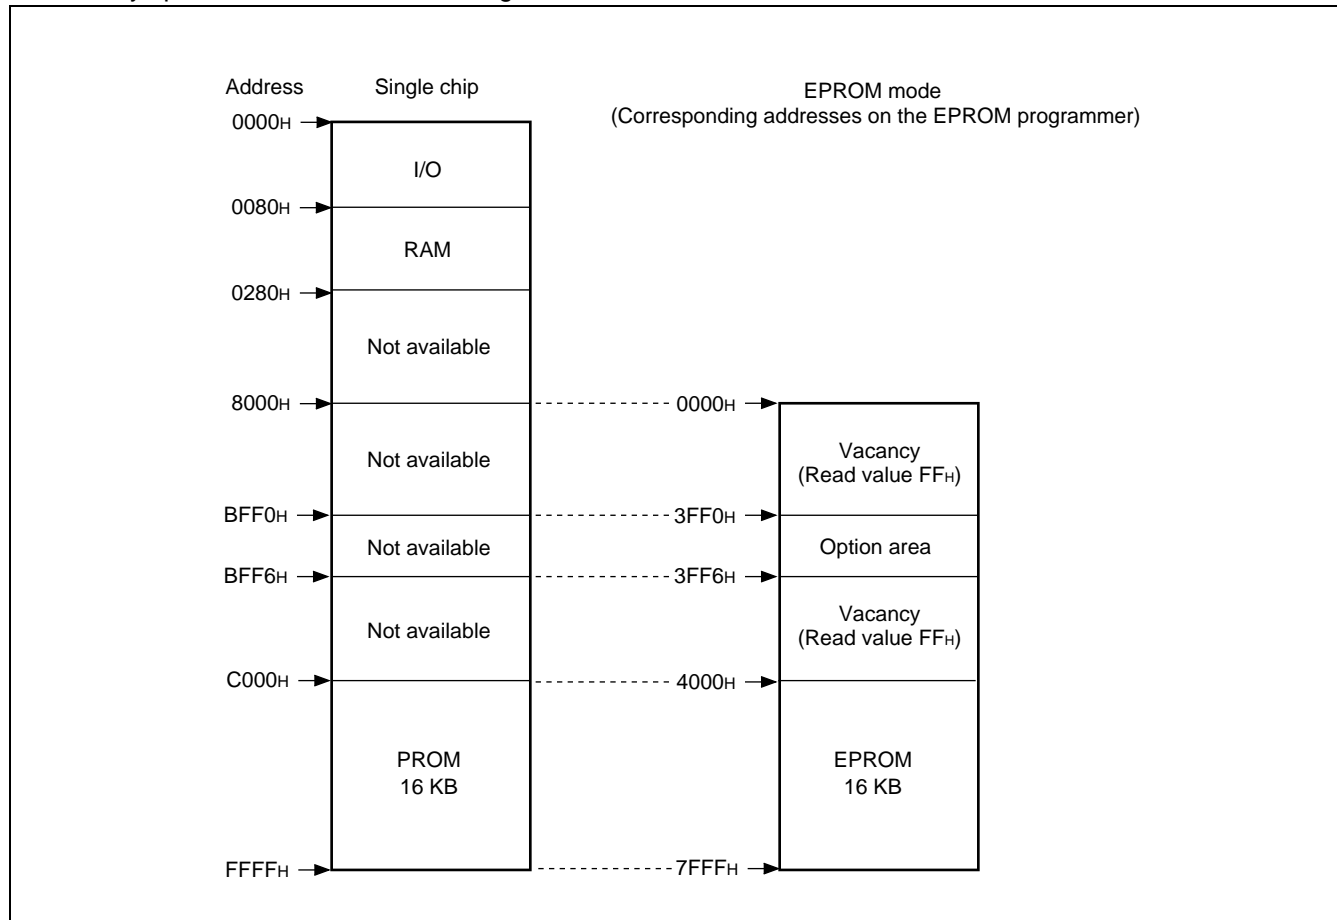 Address
Single chip
EPROM mode
(Corresponding addresses on the EPROM programmer)
0000H
I/O
0080H
RAM
0280H
Not available
8000H
0000H
Not available
Vacancy
(Read value FFH)
BFF0H
3FF0H
Not available
Option area
BFF6H
3FF6H
Not available
Vacancy
(Read value FFH)
C000H
4000H
PROM
16 KB
EPROM
16 KB
FFFFH
7FFFH